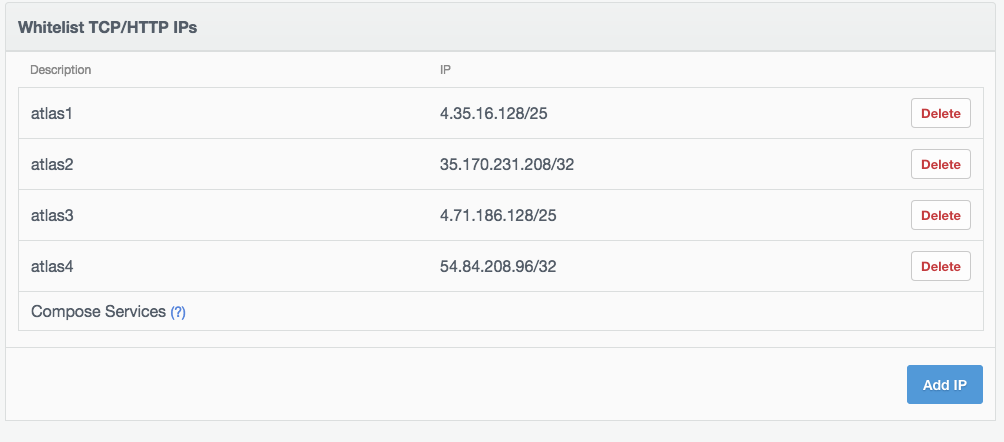 Whitelist TCP/HTTP IPs
Description IP
atlas1 4.35.16.128/25 Delete
atlas2 35.170.231.208/32 Delete
atlas3 4.71.186.128/25 Delete
atlas4 54.84.208.96/32 Delete
Compose Services (?)
Add IP